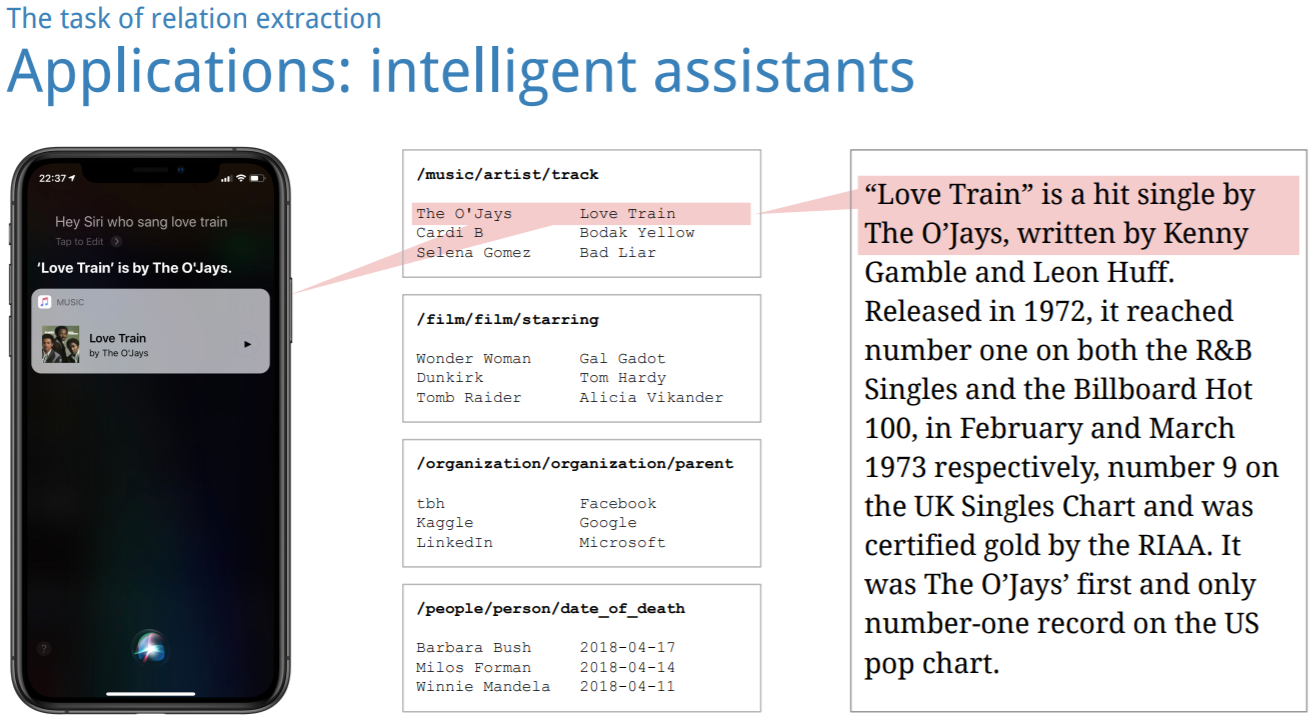 The task of relation extraction
Applications: intelligent assistants
22:37
Hey Siri who sang love train
Tap to Edit
‘Love Train’ is by The O'Jays.
MUSIC
Love Train
by The O'Jays
?
/music/artist/track
The O'Jays Love Train
Cardi B Bodak Yellow
Selena Gomez Bad Liar
/film/film/starring
Wonder Woman Gal Gadot
Dunkirk Tom Hardy
Tomb Raider Alicia Vikander
/organization/organization/parent
tbh Facebook
Kaggle Google
LinkedIn Microsoft
/people/person/date_of_death
Barbara Bush 2018-04-17
Milos Forman 2018-04-14
Winnie Mandela 2018-04-11
“Love Train” is a hit single by
The O’Jays, written by Kenny
Gamble and Leon Huff.
Released in 1972, it reached
number one on both the R&B
Singles and the Billboard Hot
100, in February and March
1973 respectively, number 9 on
the UK Singles Chart and was
certified gold by the RIAA. It
was The O’Jays’ first and only
number-one record on the US
pop chart.